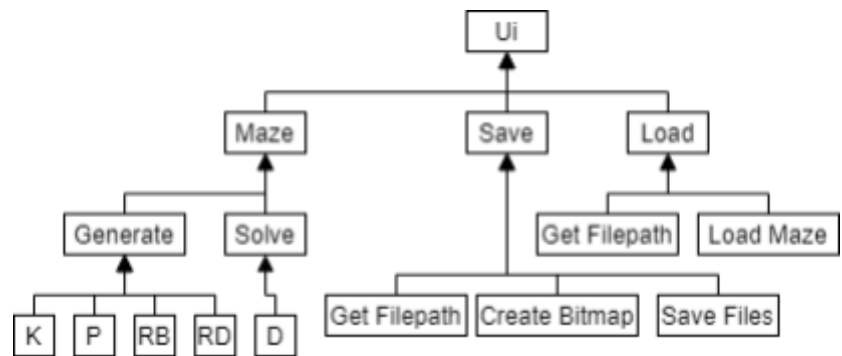 Ui
Maze
Save
Load
Generate
Solve
Get Filepath
Load Maze
Get Filepath
Create Bitmap
Save Files
K
P
RB
RD
D